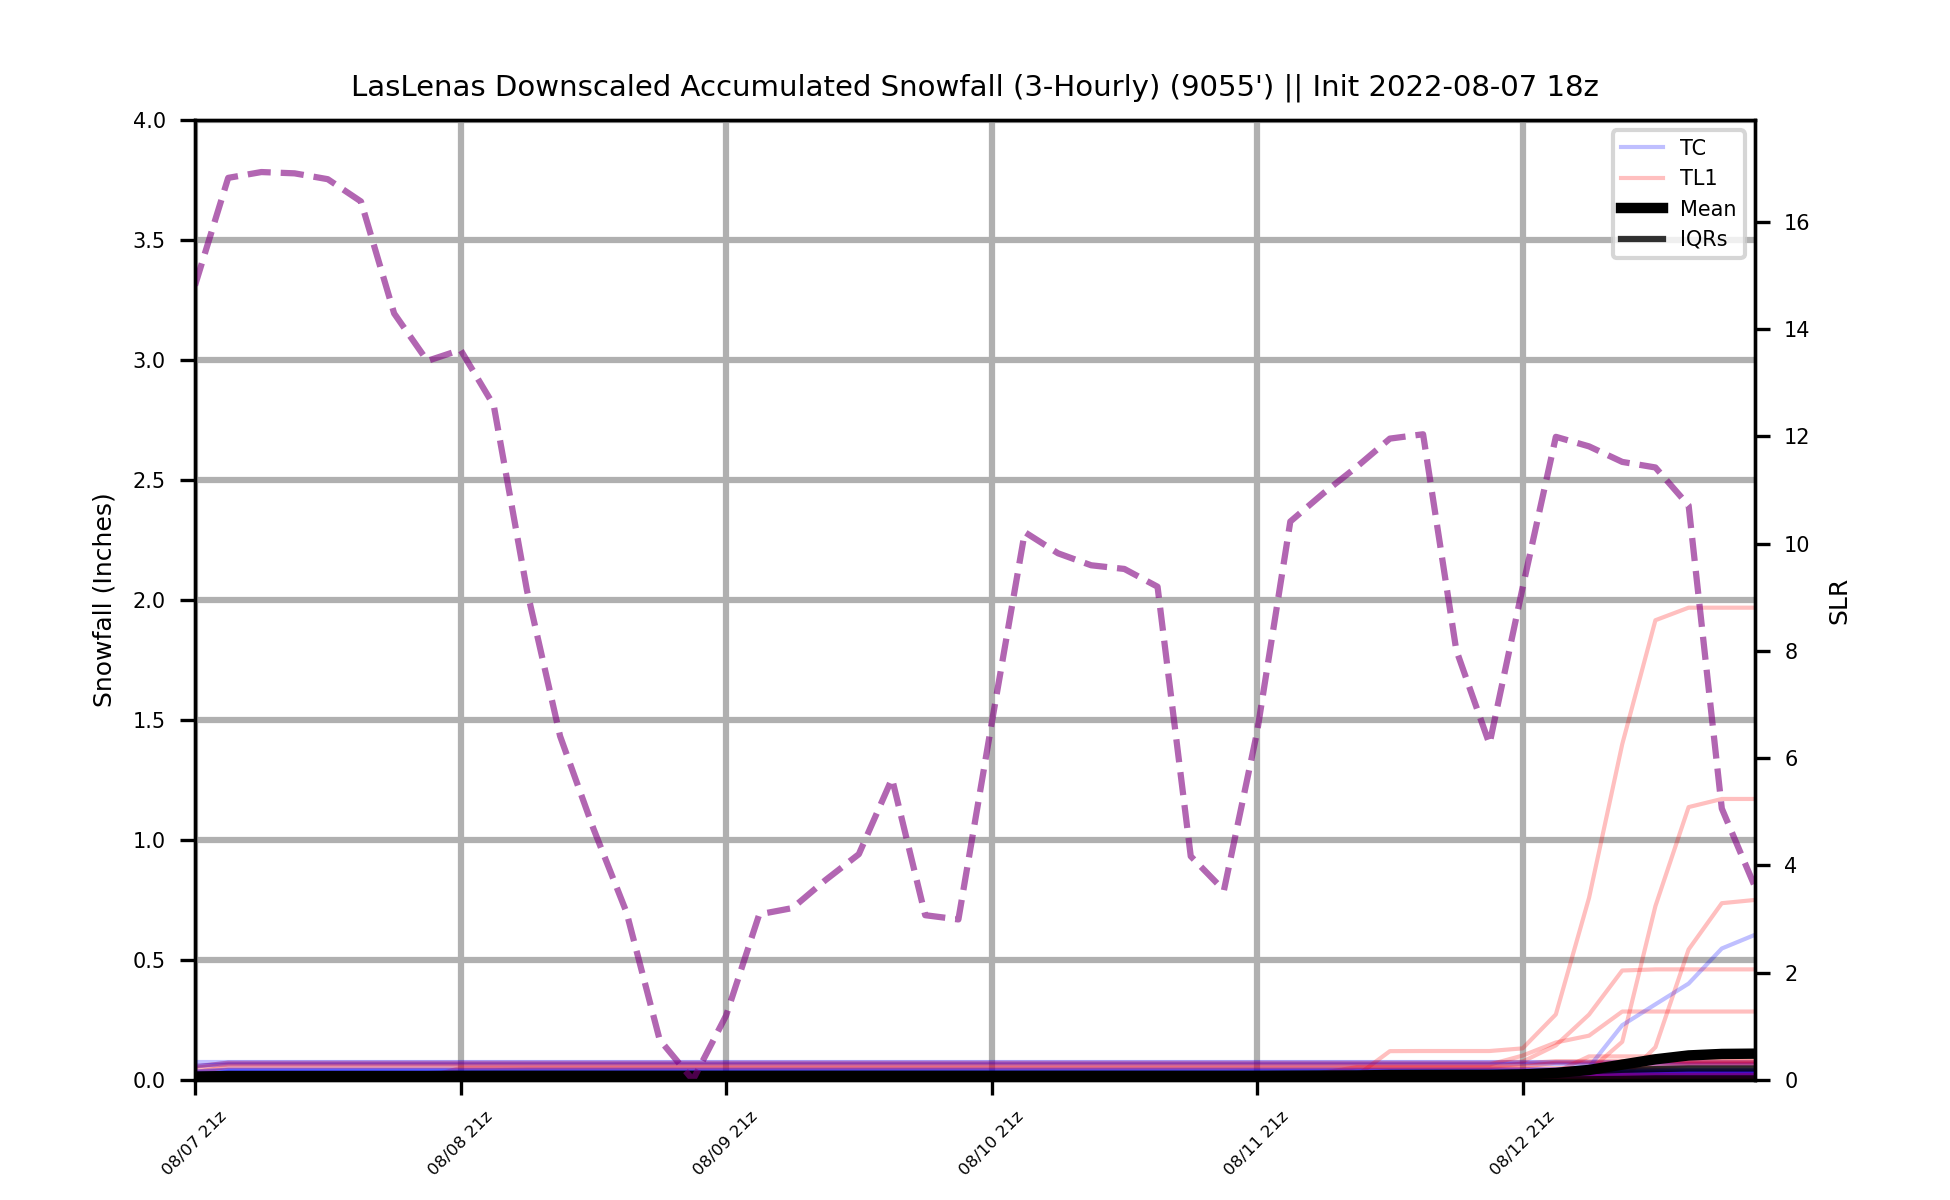 LasLenas Downscaled Accumulated Snowfall (3-Hourly) (9055') || Init 2022-08-07 18z
4.0
3.5
3.0
2.5
2.0
1.5
1.0
0.5
0.0
Snowfall (Inches)
TC
TL1
Mean
IQRs
16
14
12
10
8
6
4
2
0
SLR
08/07 21z
08/08 21z
08/09 21z
08/10 21z
08/11 21z
08/12 21z